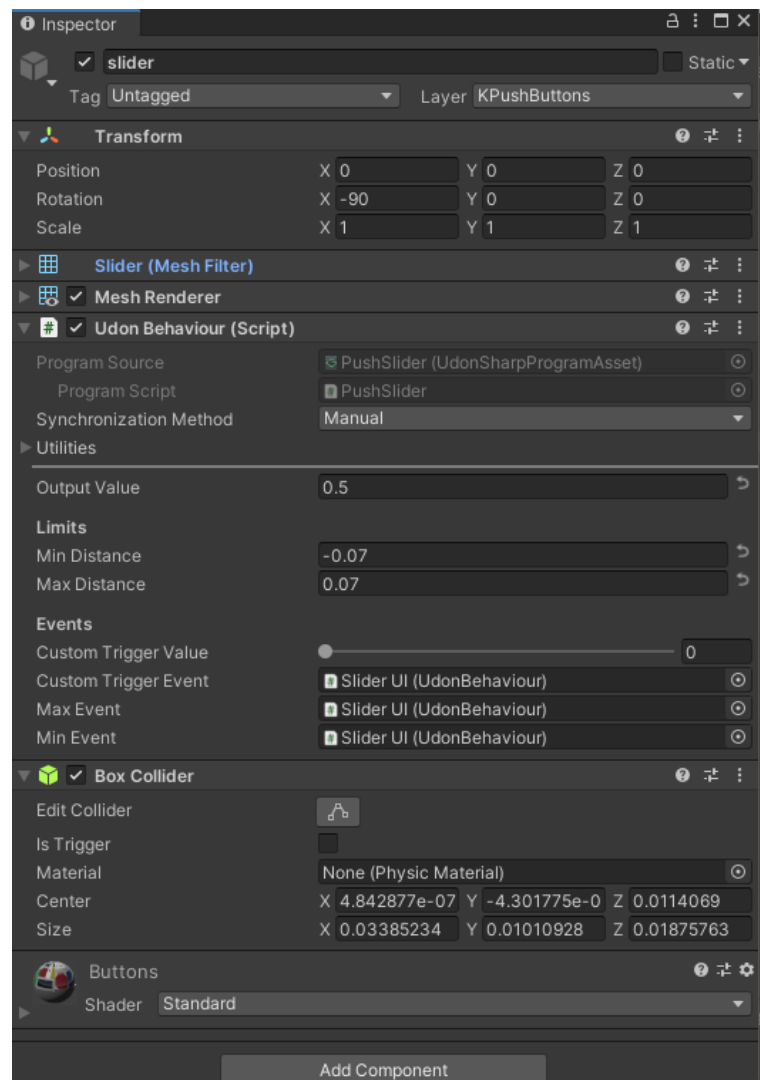 Inspector
slider Static
Tag Untagged Layer KPushButtons
Transform
Position X 0 Y 0 Z 0
Rotation X -90 Y 0 Z 0
Scale X 1 Y 1 Z 1
Slider (Mesh Filter)
Mesh Renderer
# Udon Behaviour (Script)
Program Source PushSlider (UdonSharpProgramAsset)
Program Script PushSlider
Synchronization Method Manual
Utilities
Output Value 0.5
Limits
Min Distance -0.07
Max Distance 0.07
Events
Custom Trigger Value 0
Custom Trigger Event Slider UI (UdonBehaviour)
Max Event Slider UI (UdonBehaviour)
Min Event Slider UI (UdonBehaviour)
Box Collider
Edit Collider
Is Trigger
Material None (Physic Material)
Center X 4.842877e-07 Y -4.301775e-0 Z 0.0114069
Size X 0.03385234 Y 0.01010928 Z 0.01875763
Buttons
Shader Standard
Add Component